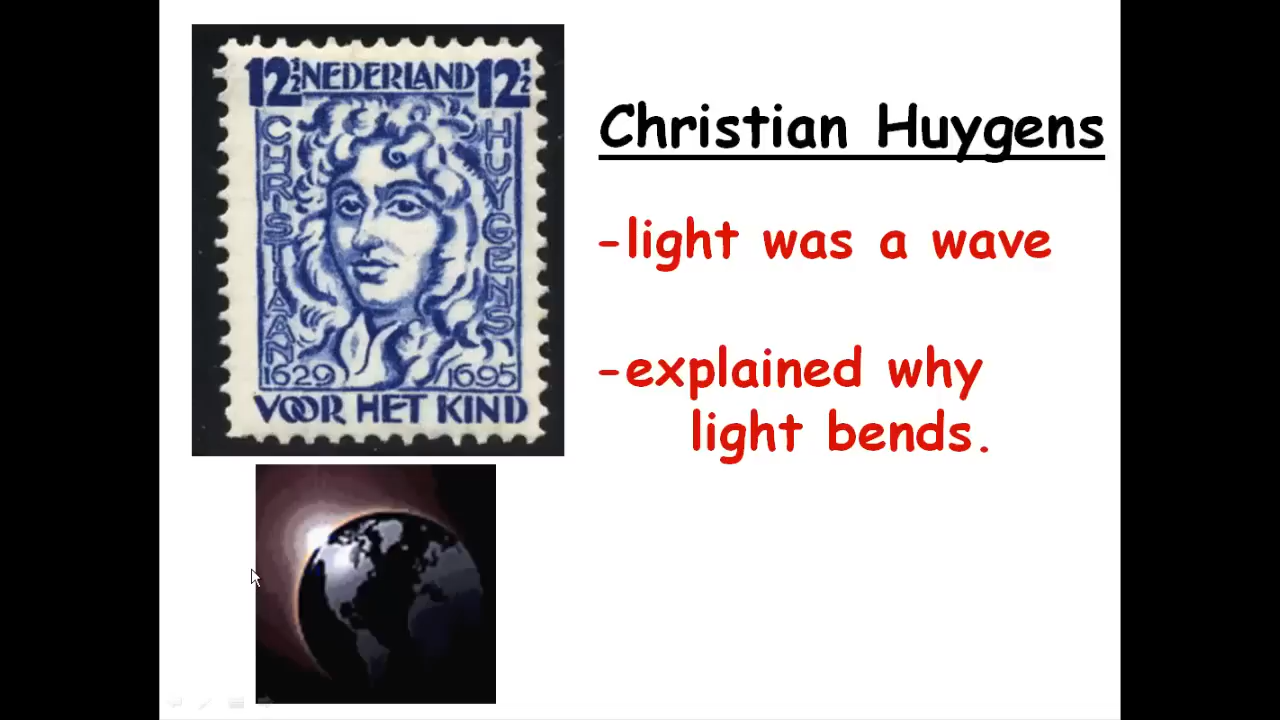 12½ NEDERLAND 12½
CHRISTIAAN
HUYGENS
1629 1695
VOOR HET KIND
Christian Huygens
-light was a wave
-explained why
light bends.